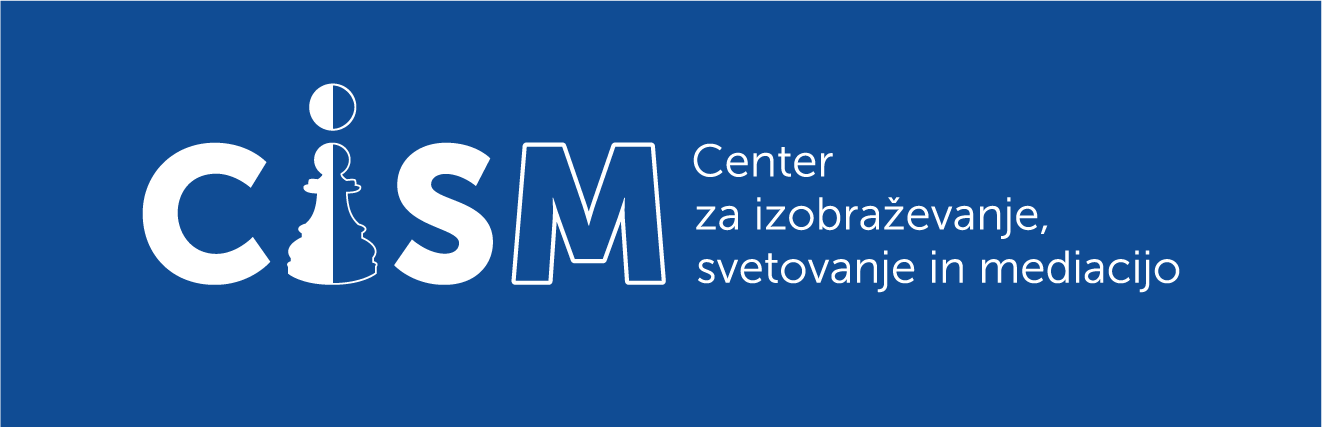 CiSM
Center
za izobraževanje,
svetovanje in mediacijo